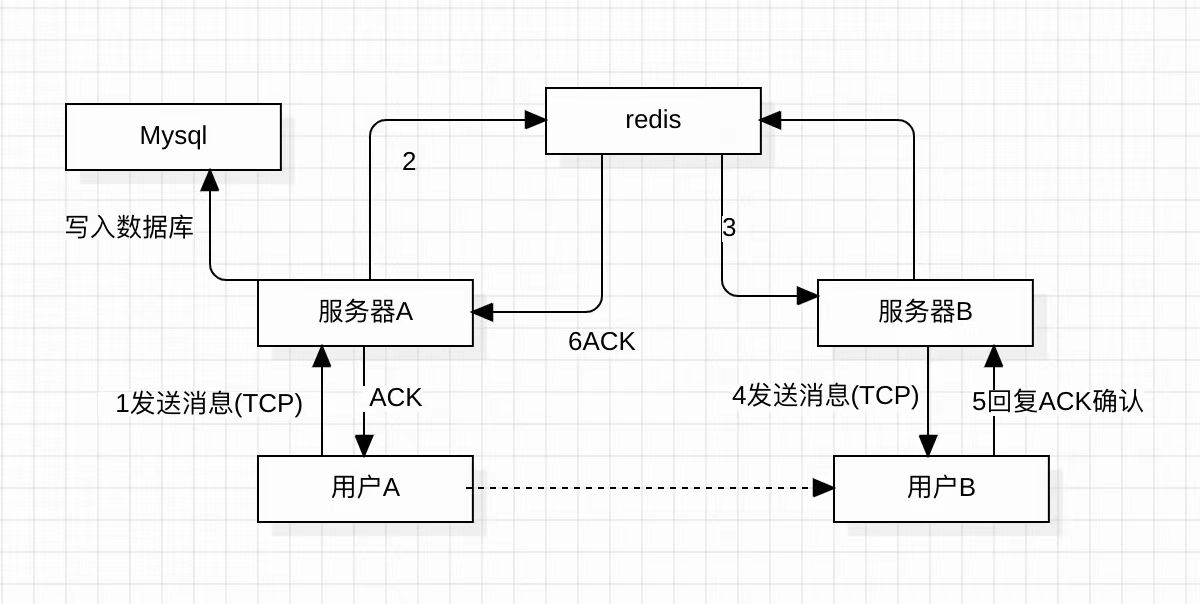 redis
Mysql
2
写入数据库
3
服务器A
服务器B
6ACK
1发送消息(TCP)
ACK
4发送消息(TCP)
5回复ACK确认
用户A
用户B